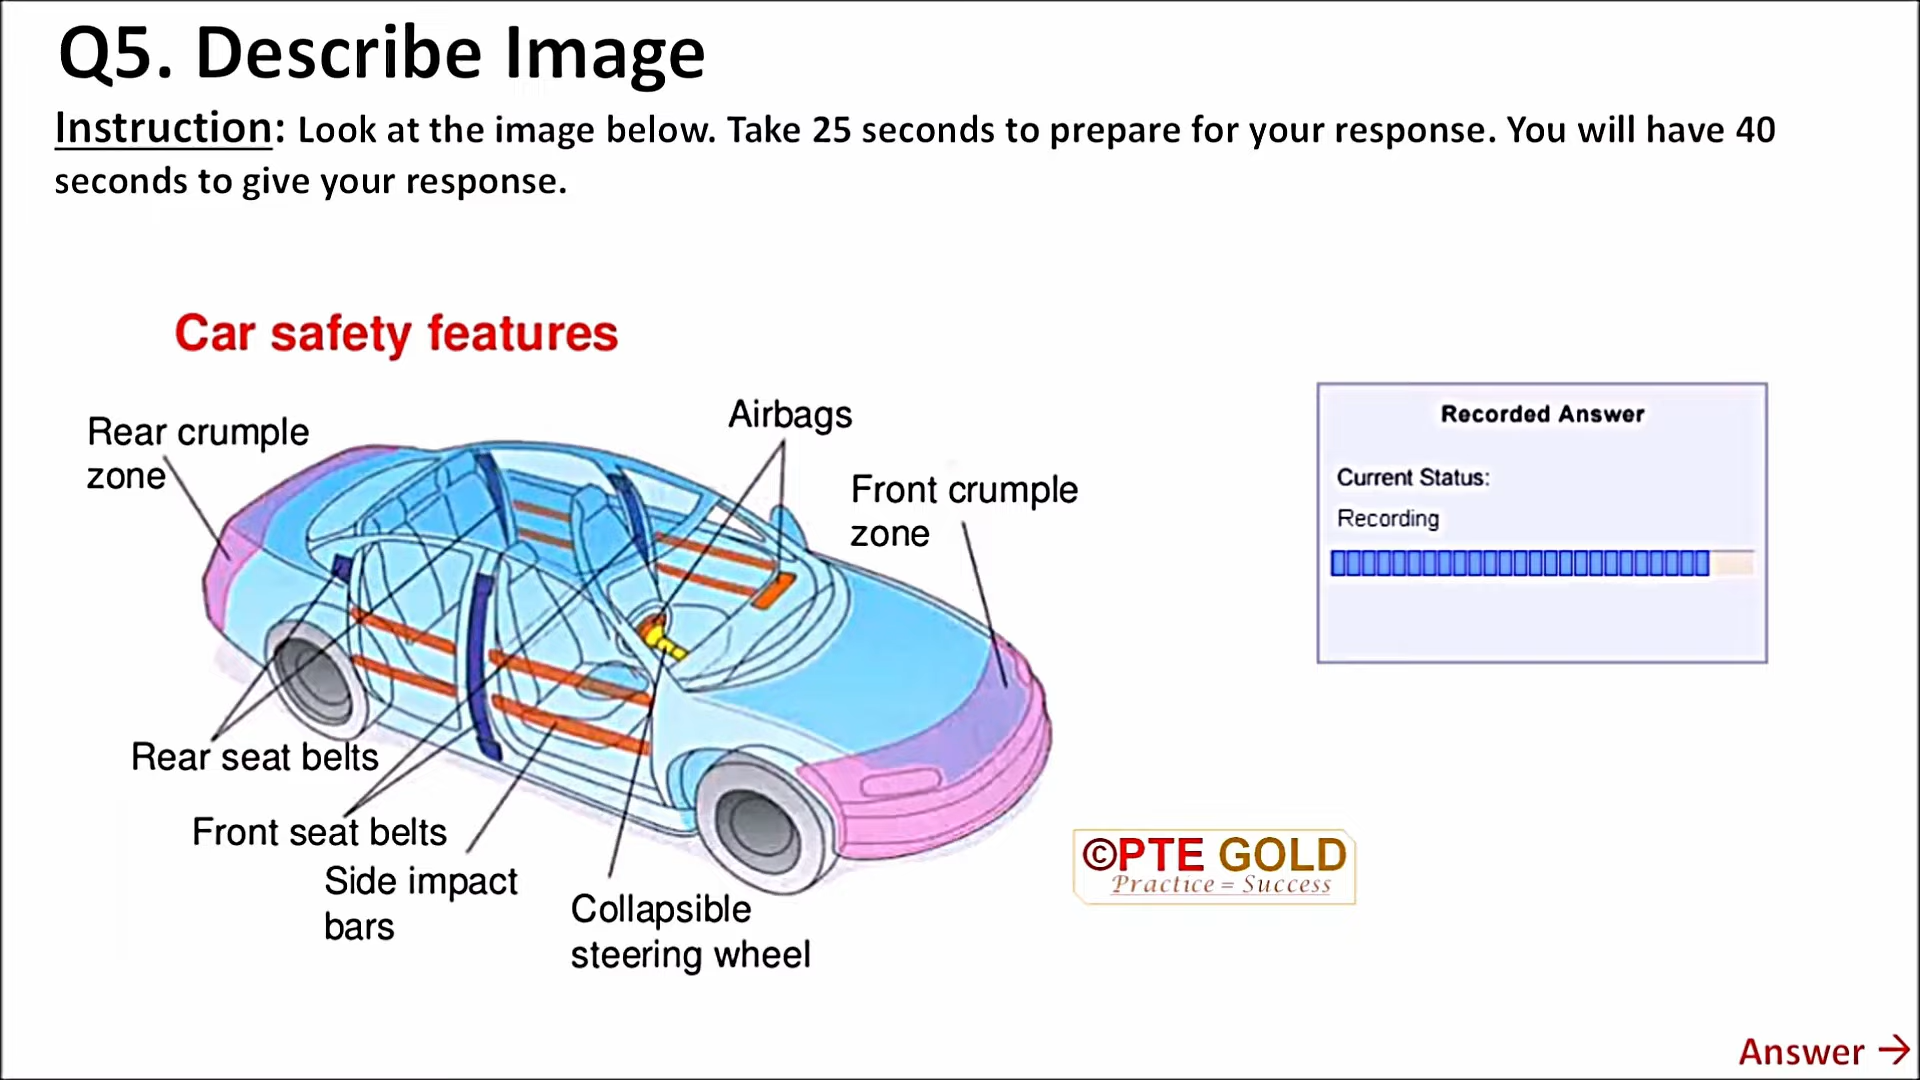 Q5. Describe Image
Instruction: Look at the image below. Take 25 seconds to prepare for your response. You will have 40
seconds to give your response.
Car safety features
Rear crumple
zone
Airbags
Front crumple
zone
Rear seat belts
Front seat belts
Side impact
bars
Collapsible
steering wheel
Recorded Answer
Current Status:
Recording
©PTE GOLD
Practice = Success
Answer →